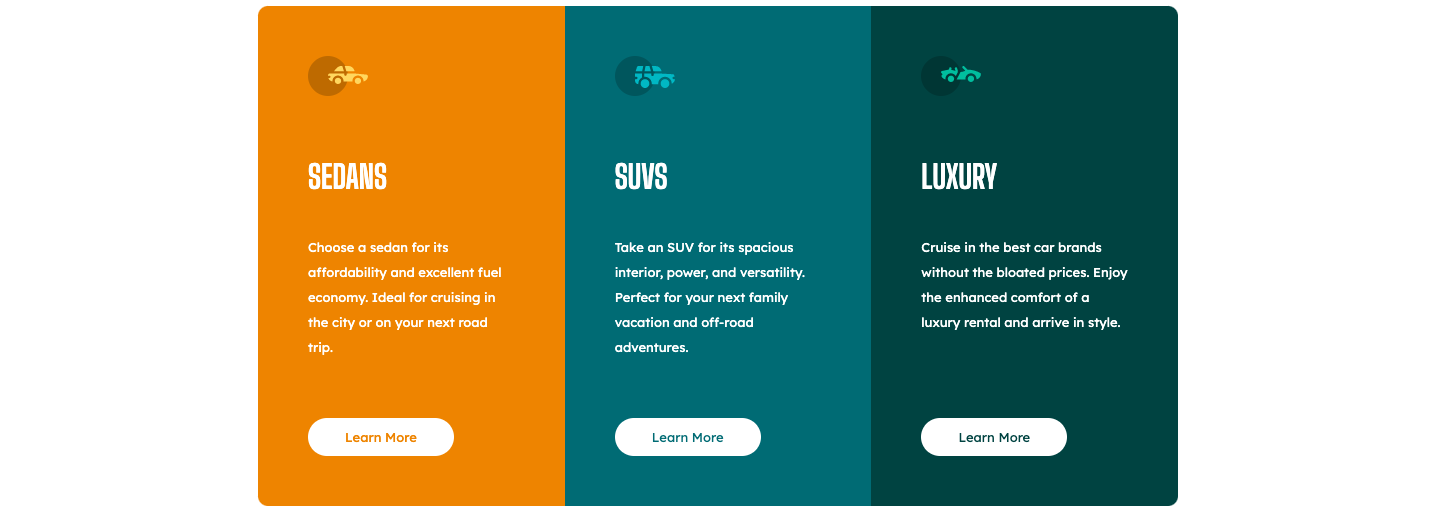 SEDANS
Choose a sedan for its
affordability and excellent fuel
economy. Ideal for cruising in
the city or on your next road
trip.
Learn More
SUVS
Take an SUV for its spacious
interior, power, and versatility.
Perfect for your next family
vacation and off-road
adventures.
Learn More
LUXURY
Cruise in the best car brands
without the bloated prices. Enjoy
the enhanced comfort of a
luxury rental and arrive in style.
Learn More